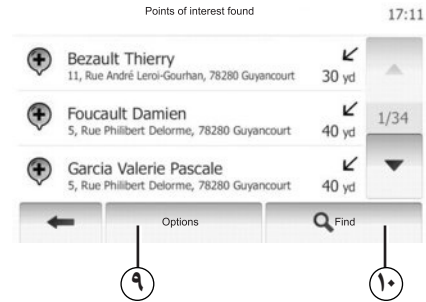 Points of interest found 17:11
Bezault Thierry
11, Rue André Leroi-Gourhan, 78280 Guyancourt 30 yd
Foucault Damien
5, Rue Philibert Delorme, 78280 Guyancourt 40 yd
1/34
Garcia Valerie Pascale
5, Rue Philibert Delorme, 78280 Guyancourt 40 yd
Options Find
٩ ١٠